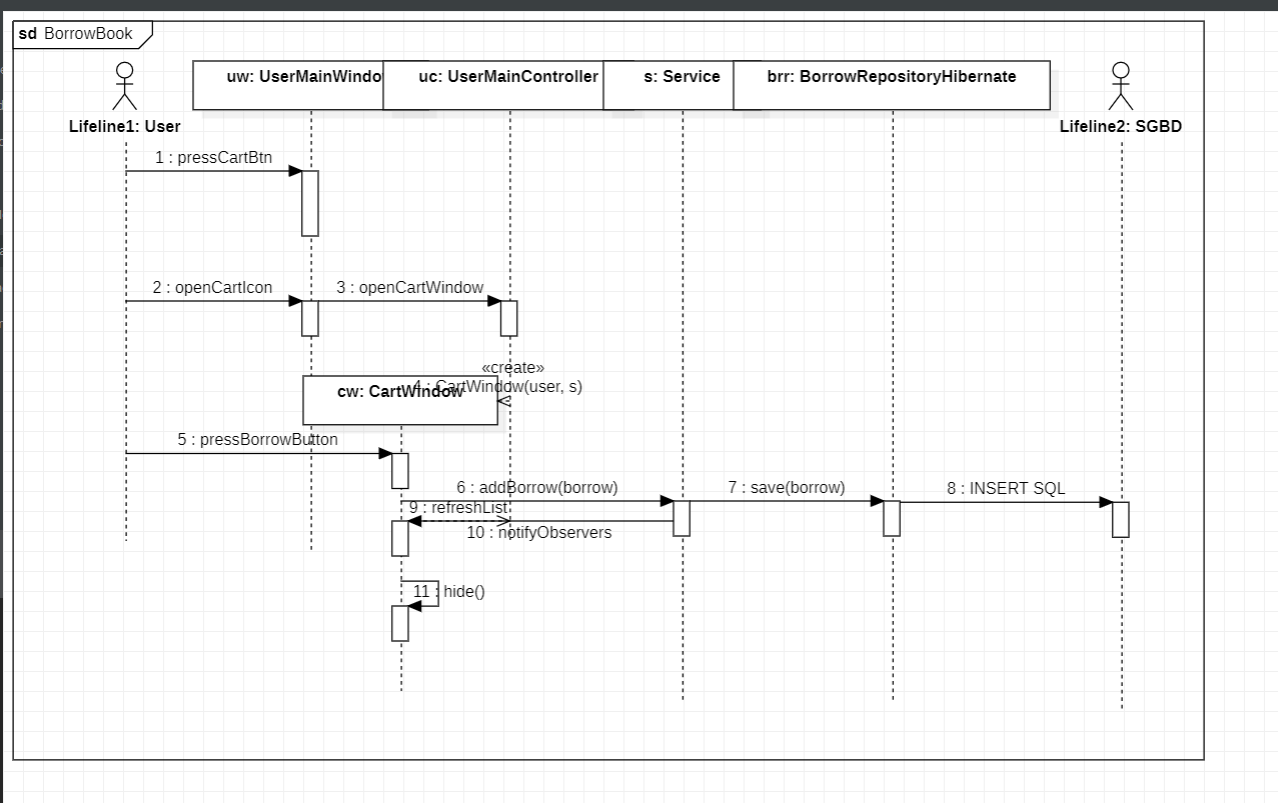 sd BorrowBook
uw: UserMainWindo
uc: UserMainController
s: Service
brr: BorrowRepositoryHibernate
Lifeline1: User
Lifeline2: SGBD
1 : pressCartBtn
2 : openCartIcon
3 : openCartWindow
«create»
4 : CartWindow(user, s)
cw: CartWindow
5 : pressBorrowButton
6 : addBorrow(borrow)
7 : save(borrow)
8 : INSERT SQL
9 : refreshList
10 : notifyObservers
11 : hide()